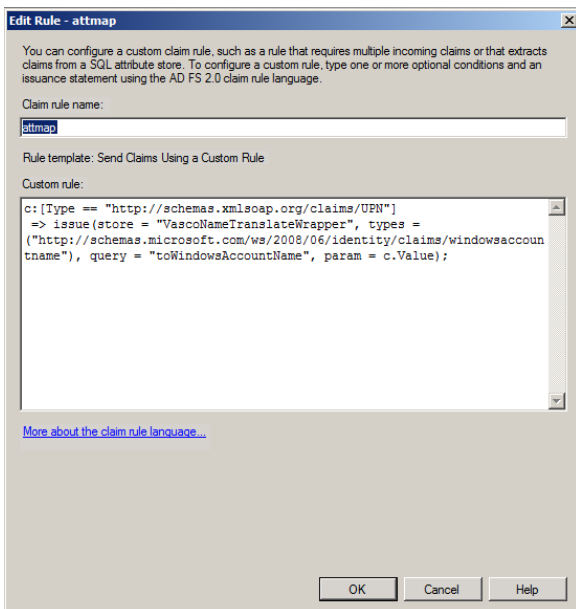 Edit Rule - attmap
You can configure a custom claim rule, such as a rule that requires multiple incoming claims or that extracts
claims from a SQL attribute store. To configure a custom rule, type one or more optional conditions and an
issuance statement using the AD FS 2.0 claim rule language.
Claim rule name:
attmap
Rule template: Send Claims Using a Custom Rule
Custom rule:
c:[Type == "http://schemas.xmlsoap.org/claims/UPN"]
 => issue(store = "VascoNameTranslateWrapper", types =
("http://schemas.microsoft.com/ws/2008/06/identity/claims/windowsaccoun
tname"), query = "toWindowsAccountName", param = c.Value);
More about the claim rule language...
OK Cancel Help